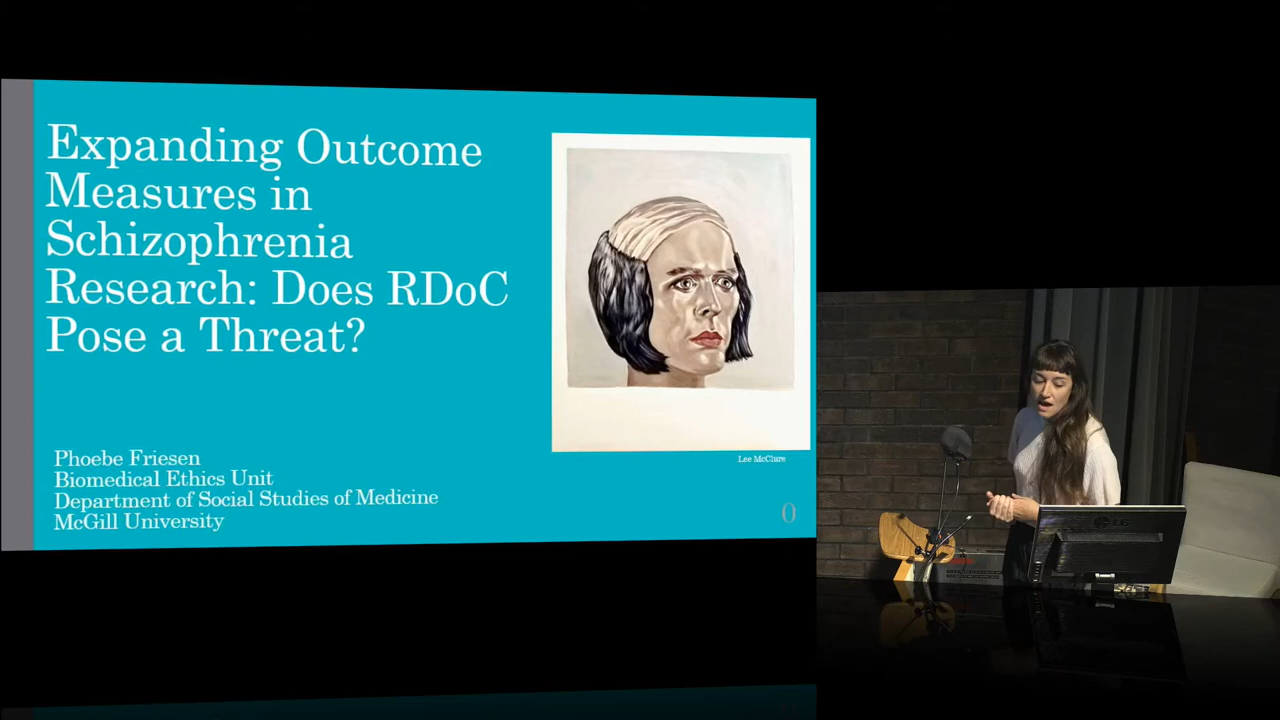 Expanding Outcome
Measures in
Schizophrenia
Research: Does RDoC
Pose a Threat?
Lee McClure
Phoebe Friesen
Biomedical Ethics Unit
Department of Social Studies of Medicine
McGill University
0
LG